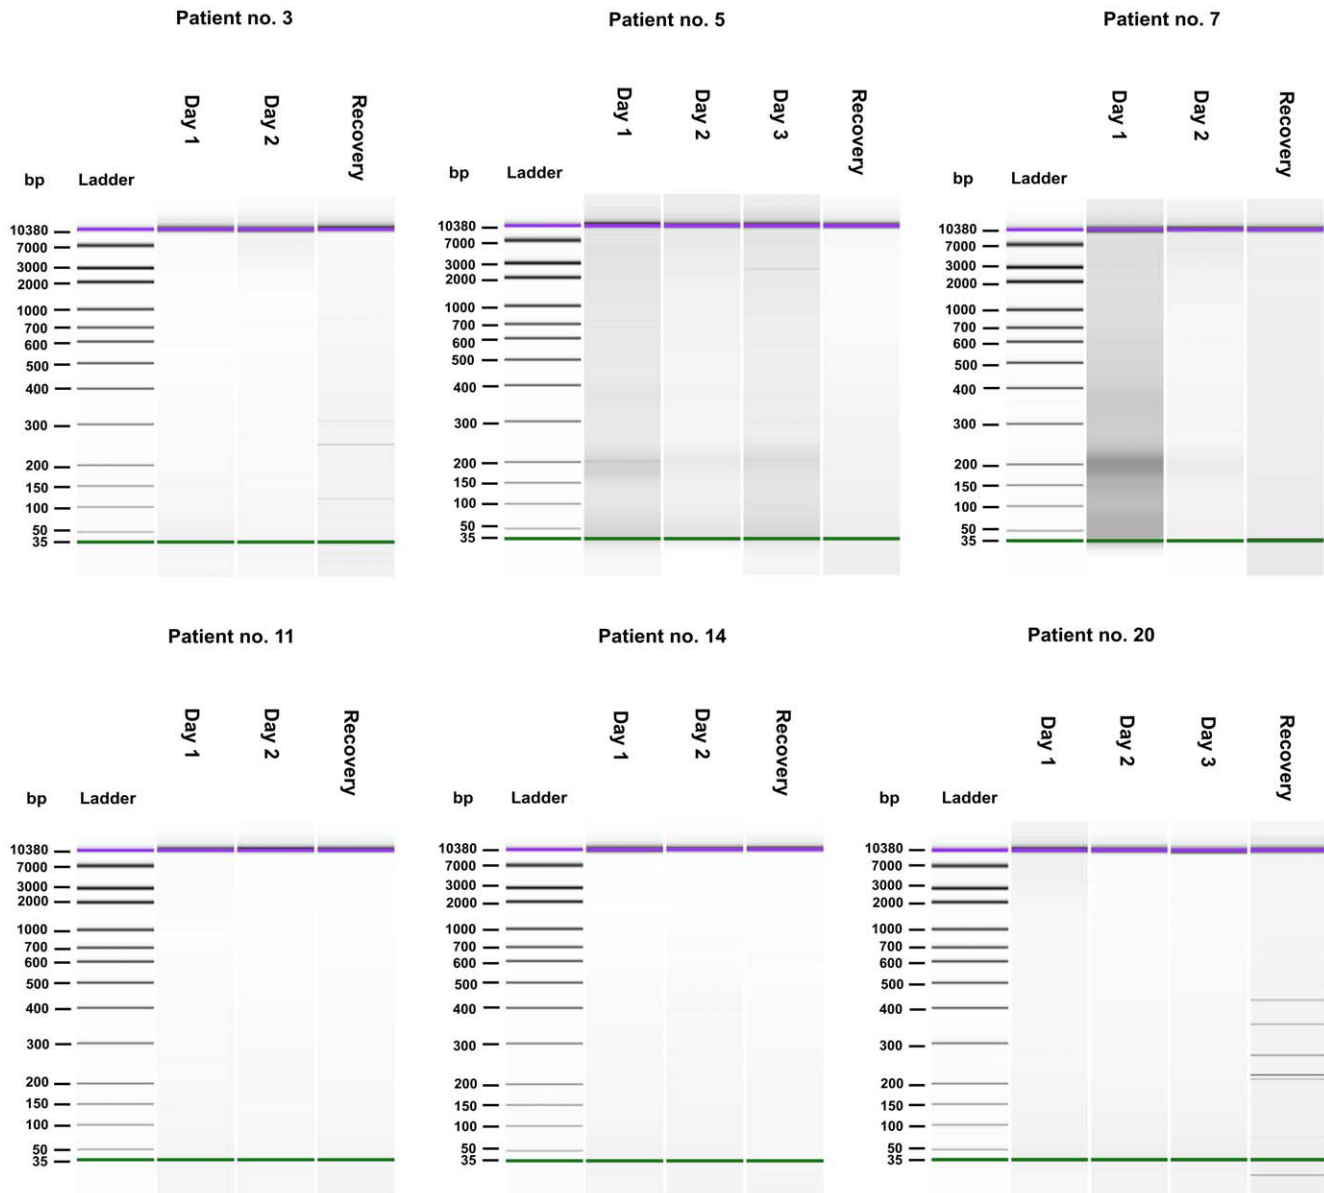 Patient no. 3
Day 1
Day 2
Recovery
bp
Ladder
10380
7000
3000
2000
1000
700
600
500
400
300
200
150
100
50
35
Patient no. 5
Day 1
Day 2
Day 3
Recovery
bp
Ladder
10380
7000
3000
2000
1000
700
600
500
400
300
200
150
100
50
35
Patient no. 7
Day 1
Day 2
Recovery
bp
Ladder
10380
7000
3000
2000
1000
700
600
500
400
300
200
150
100
50
35
Patient no. 11
Day 1
Day 2
Recovery
bp
Ladder
10380
7000
3000
2000
1000
700
600
500
400
300
200
150
100
50
35
Patient no. 14
Day 1
Day 2
Recovery
bp
Ladder
10380
7000
3000
2000
1000
700
600
500
400
300
200
150
100
50
35
Patient no. 20
Day 1
Day 2
Day 3
Recovery
bp
Ladder
10380
7000
3000
2000
1000
700
600
500
400
300
200
150
100
50
35